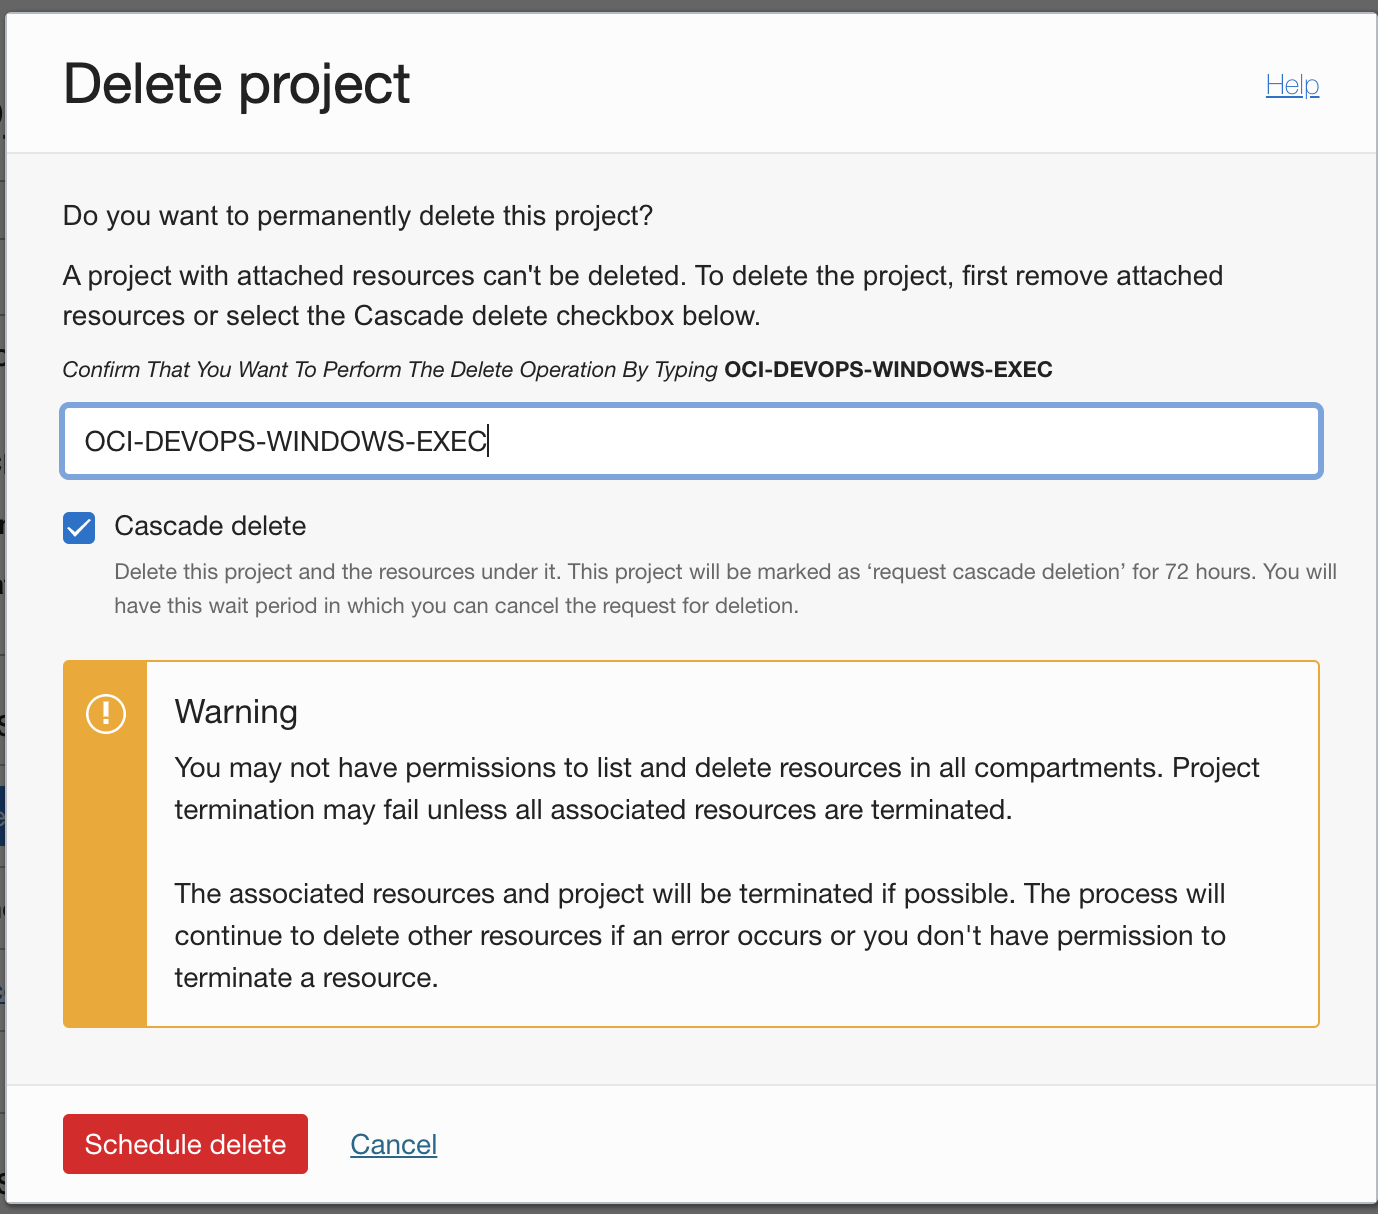 Delete project
Help
Do you want to permanently delete this project?
A project with attached resources can't be deleted. To delete the project, first remove attached
resources or select the Cascade delete checkbox below.
Confirm That You Want To Perform The Delete Operation By Typing OCI-DEVOPS-WINDOWS-EXEC
OCI-DEVOPS-WINDOWS-EXEC
Cascade delete
Delete this project and the resources under it. This project will be marked as ‘request cascade deletion’ for 72 hours. You will
have this wait period in which you can cancel the request for deletion.
Warning
You may not have permissions to list and delete resources in all compartments. Project
termination may fail unless all associated resources are terminated.
The associated resources and project will be terminated if possible. The process will
continue to delete other resources if an error occurs or you don't have permission to
terminate a resource.
Schedule delete
Cancel